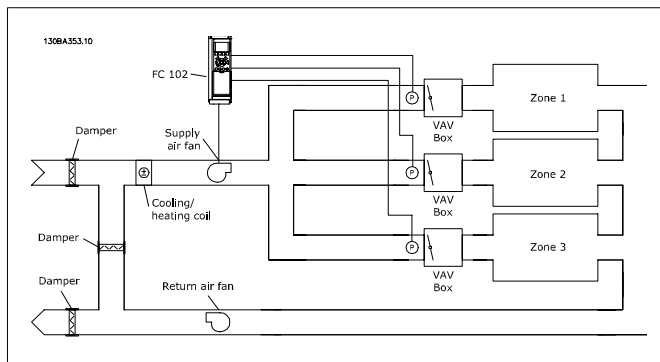 130BA353.10
FC 102
P
VAV
Box
Zone 1
Damper
Supply
air fan
P
VAV
Box
Zone 2
Cooling/
heating coil
P
VAV
Box
Zone 3
Damper
Damper
Return air fan